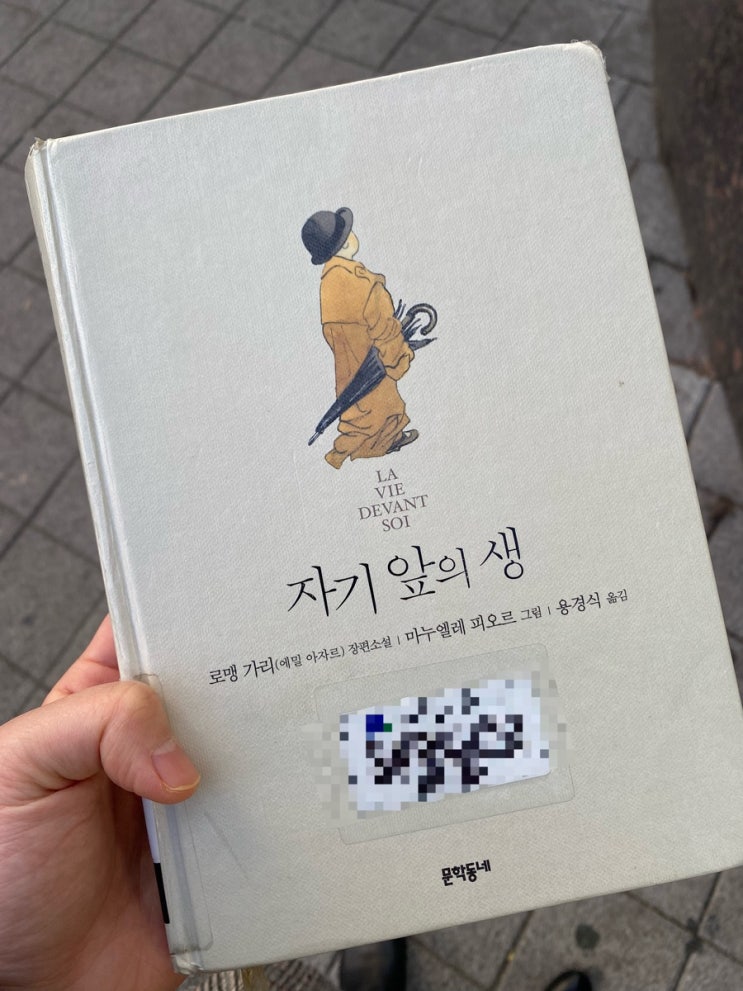 LA
VIE
DEVANT
SOI
자기 앞의 생
로맹 가리(에밀 아자르) 장편소설 | 마누엘레 피오르 그림 | 용경식 옮김
문학동네